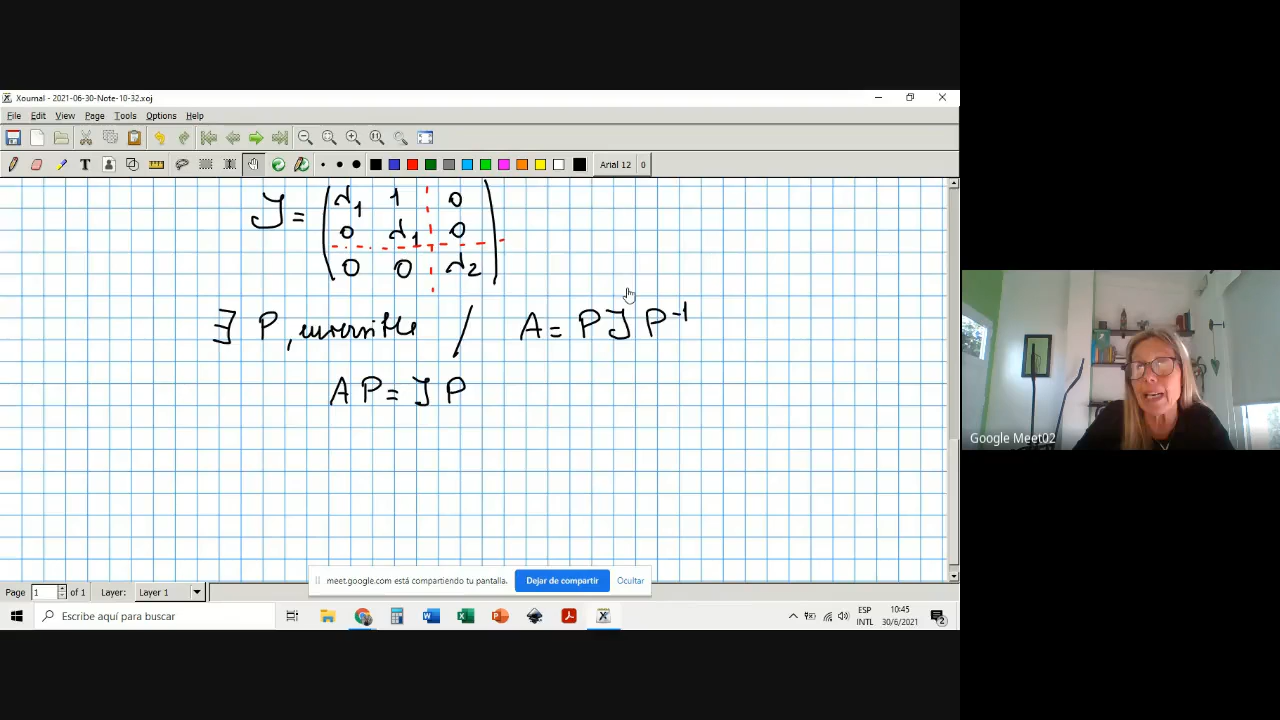 Xournal - 2021-06-30-Note-10-32.xoj
File Edit View Page Tools Options Help
Arial 12 0
J = ( λ1 1 0
0 λ1 0
0 0 λ2 )
∃ P, inversible / A = P J P⁻¹
A P = J P
Google Meet02
meet.google.com está compartiendo tu pantalla. Dejar de compartir Ocultar
Page 1 of 1 Layer: Layer 1
Escribe aquí para buscar
ESP 10:45
INTL 30/6/2021
2